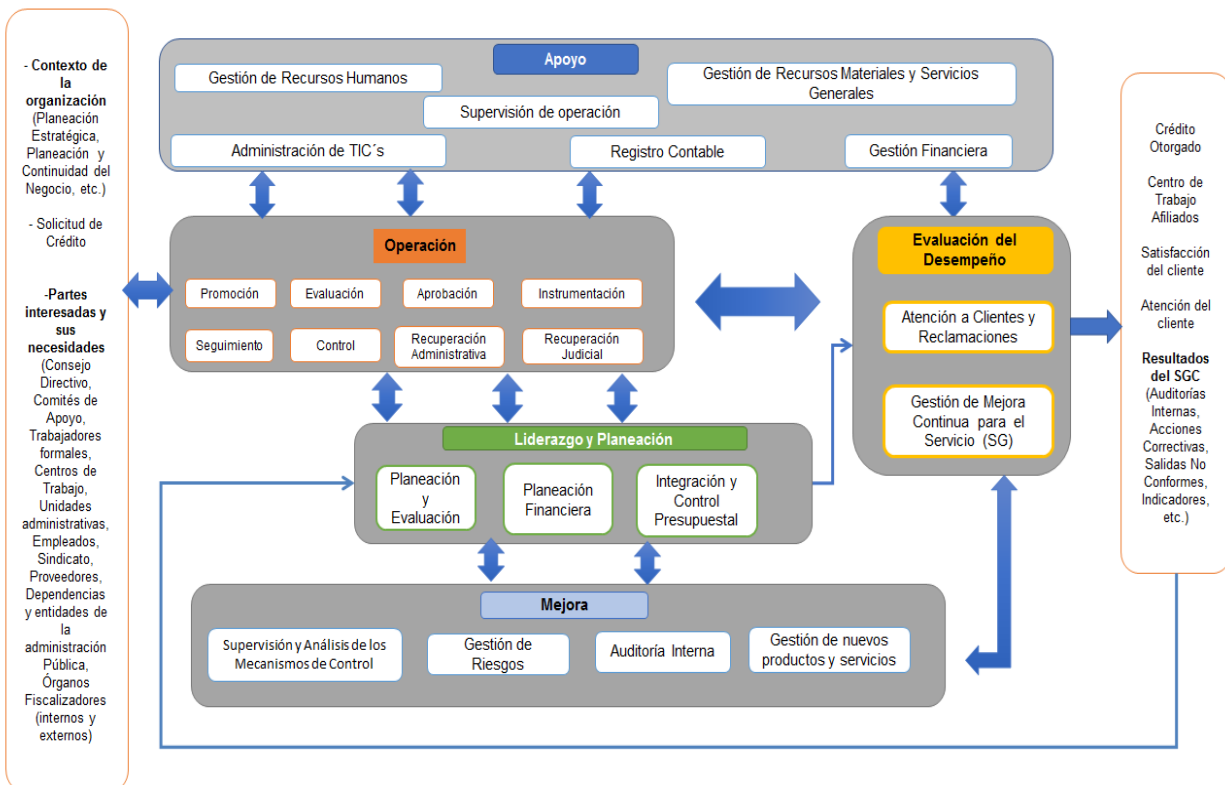 - Contexto de
la
organización
(Planeación
Estratégica,
Planeación y
Continuidad del
Negocio, etc.)
- Solicitud de
Crédito
-Partes
interesadas y
sus
necesidades
(Consejo
Directivo,
Comités de
Apoyo,
Trabajadores
formales,
Centros de
Trabajo,
Unidades
administrativas,
Empleados,
Sindicato,
Proveedores,
Dependencias
y entidades de
la
administración
Pública,
Órganos
Fiscalizadores
(internos y
externos)
Apoyo
Gestión de Recursos Humanos
Gestión de Recursos Materiales y Servicios
Generales
Supervisión de operación
Administración de TIC´s
Registro Contable
Gestión Financiera
Operación
Promoción
Evaluación
Aprobación
Instrumentación
Seguimiento
Control
Recuperación
Administrativa
Recuperación
Judicial
Evaluación del
Desempeño
Atención a Clientes y
Reclamaciones
Gestión de Mejora
Continua para el
Servicio (SG)
Liderazgo y Planeación
Planeación
y
Evaluación
Planeación
Financiera
Integración y
Control
Presupuestal
Mejora
Supervisión y Análisis de los
Mecanismos de Control
Gestión de
Riesgos
Auditoría Interna
Gestión de nuevos
productos y servicios
Crédito
Otorgado
Centro de
Trabajo
Afiliados
Satisfacción
del cliente
Atención del
cliente
Resultados
del SGC
(Auditorías
Internas,
Acciones
Correctivas,
Salidas No
Conformes,
Indicadores,
etc.)